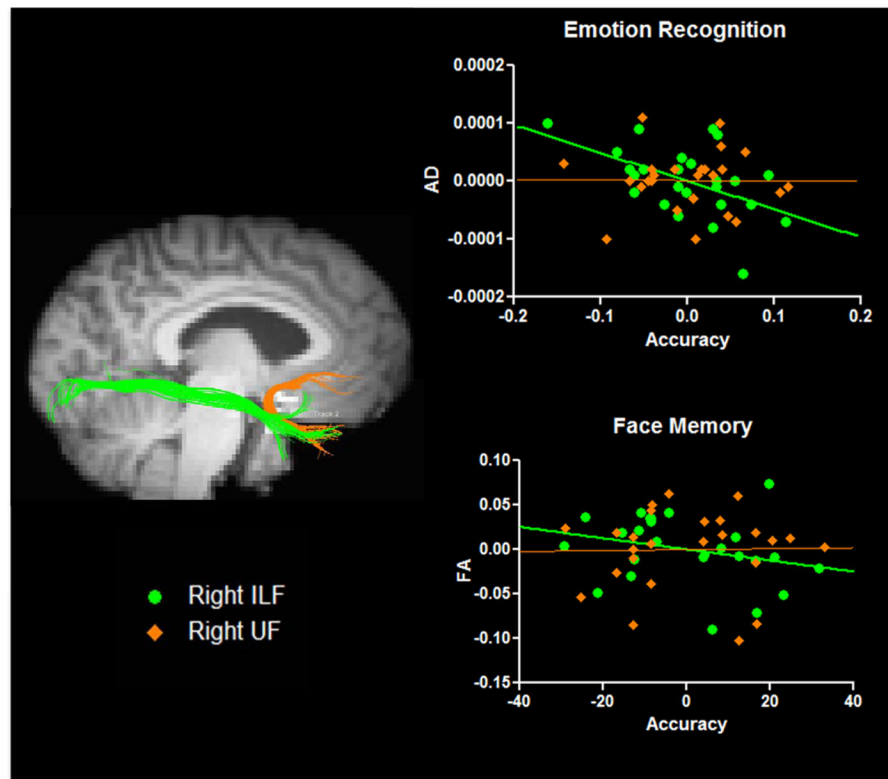 Emotion Recognition
0.0002
0.0001
0.0000
-0.0001
-0.0002
AD
-0.2
-0.1
0.0
0.1
0.2
Accuracy
Track 2
Face Memory
0.10
0.05
0.00
-0.05
-0.10
-0.15
FA
-40
-20
0
20
40
Accuracy
Right ILF
Right UF